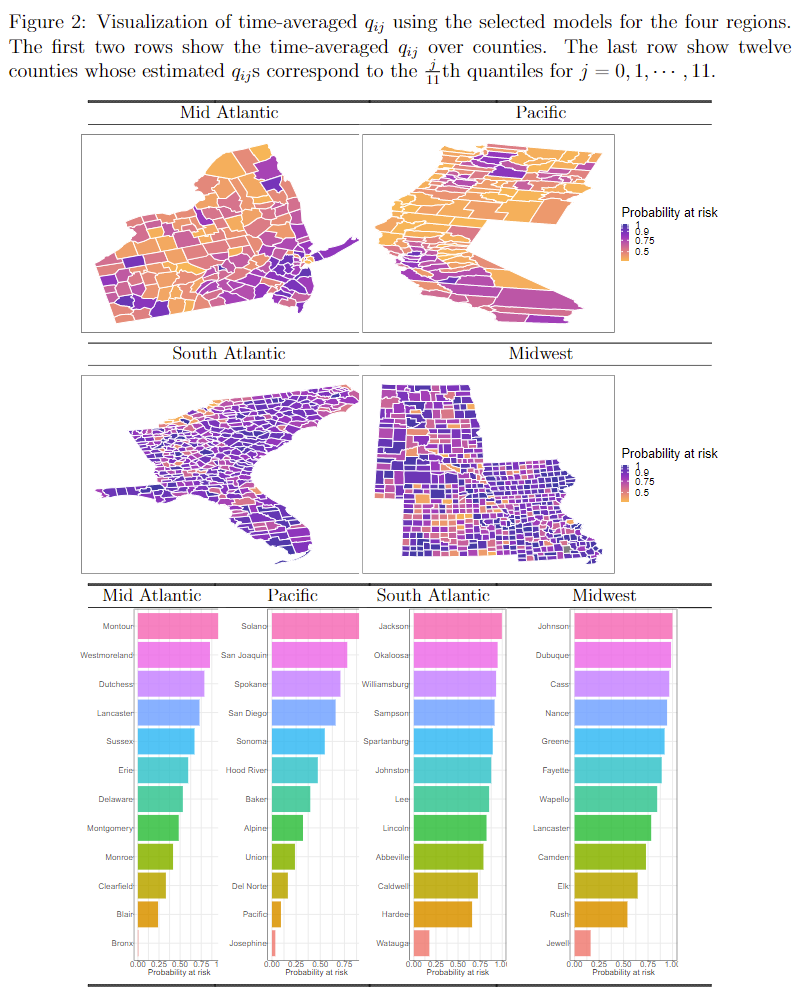 Figure 2: Visualization of time-averaged q_{ij} using the selected models for the four regions.
The first two rows show the time-averaged q_{ij} over counties. The last row show twelve
counties whose estimated q_{ij}s correspond to the \frac{j}{11}th quantiles for j = 0, 1, ⋯ , 11.
Mid Atlantic
Pacific
Probability at risk
1
0.9
0.75
0.5
South Atlantic
Midwest
Probability at risk
1
0.9
0.75
0.5
Mid Atlantic
Pacific
South Atlantic
Midwest
Montour
Westmoreland
Dutchess
Lancaster
Sussex
Erie
Delaware
Montgomery
Monroe
Clearfield
Blair
Bronx
0.00 0.25 0.50 0.75 1
Probability at risk
Solano
San Joaquin
Spokane
San Diego
Sonoma
Hood River
Baker
Alpine
Union
Del Norte
Pacific
Josephine
0.00 0.25 0.50 0.75
Probability at risk
Jackson
Okaloosa
Williamsburg
Sampson
Spartanburg
Johnston
Lee
Lincoln
Abbeville
Caldwell
Hardee
Watauga
0.00 0.25 0.50 0.75 1.0
Probability at risk
Johnson
Dubuque
Cass
Nance
Greene
Fayette
Wapello
Lancaster
Camden
Elk
Rush
Jewell
0.00 0.25 0.50 0.75 1.0
Probability at risk